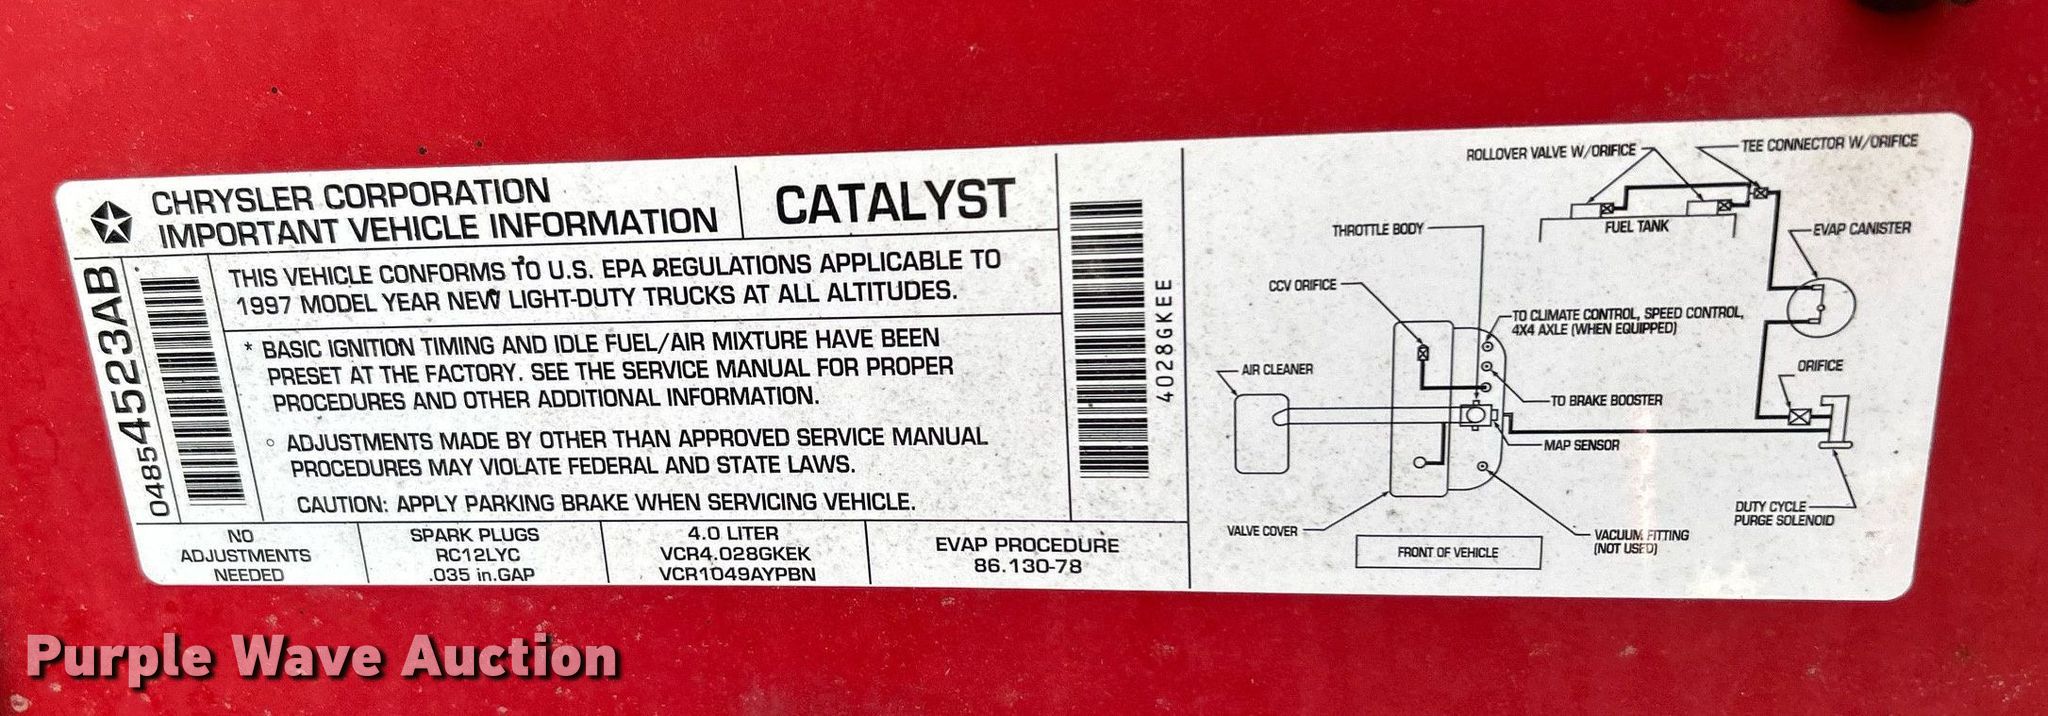 CHRYSLER CORPORATION
IMPORTANT VEHICLE INFORMATION
CATALYST
THIS VEHICLE CONFORMS TO U.S. EPA REGULATIONS APPLICABLE TO
1997 MODEL YEAR NEW LIGHT-DUTY TRUCKS AT ALL ALTITUDES.
* BASIC IGNITION TIMING AND IDLE FUEL/AIR MIXTURE HAVE BEEN
PRESET AT THE FACTORY. SEE THE SERVICE MANUAL FOR PROPER
PROCEDURES AND OTHER ADDITIONAL INFORMATION.
° ADJUSTMENTS MADE BY OTHER THAN APPROVED SERVICE MANUAL
PROCEDURES MAY VIOLATE FEDERAL AND STATE LAWS.
CAUTION: APPLY PARKING BRAKE WHEN SERVICING VEHICLE.
04854523AB
4028GKEE
NO
ADJUSTMENTS
NEEDED
SPARK PLUGS
RC12LYC
.035 in.GAP
4.0 LITER
VCR4.028GKEK
VCR1049AYPBN
EVAP PROCEDURE
86.130-78
ROLLOVER VALVE W/ORIFICE
TEE CONNECTOR W/ORIFICE
FUEL TANK
THROTTLE BODY
EVAP CANISTER
CCV ORIFICE
TO CLIMATE CONTROL, SPEED CONTROL,
4X4 AXLE (WHEN EQUIPPED)
AIR CLEANER
ORIFICE
TO BRAKE BOOSTER
MAP SENSOR
DUTY CYCLE
PURGE SOLENOID
VALVE COVER
VACUUM FITTING
(NOT USED)
FRONT OF VEHICLE
Purple Wave Auction